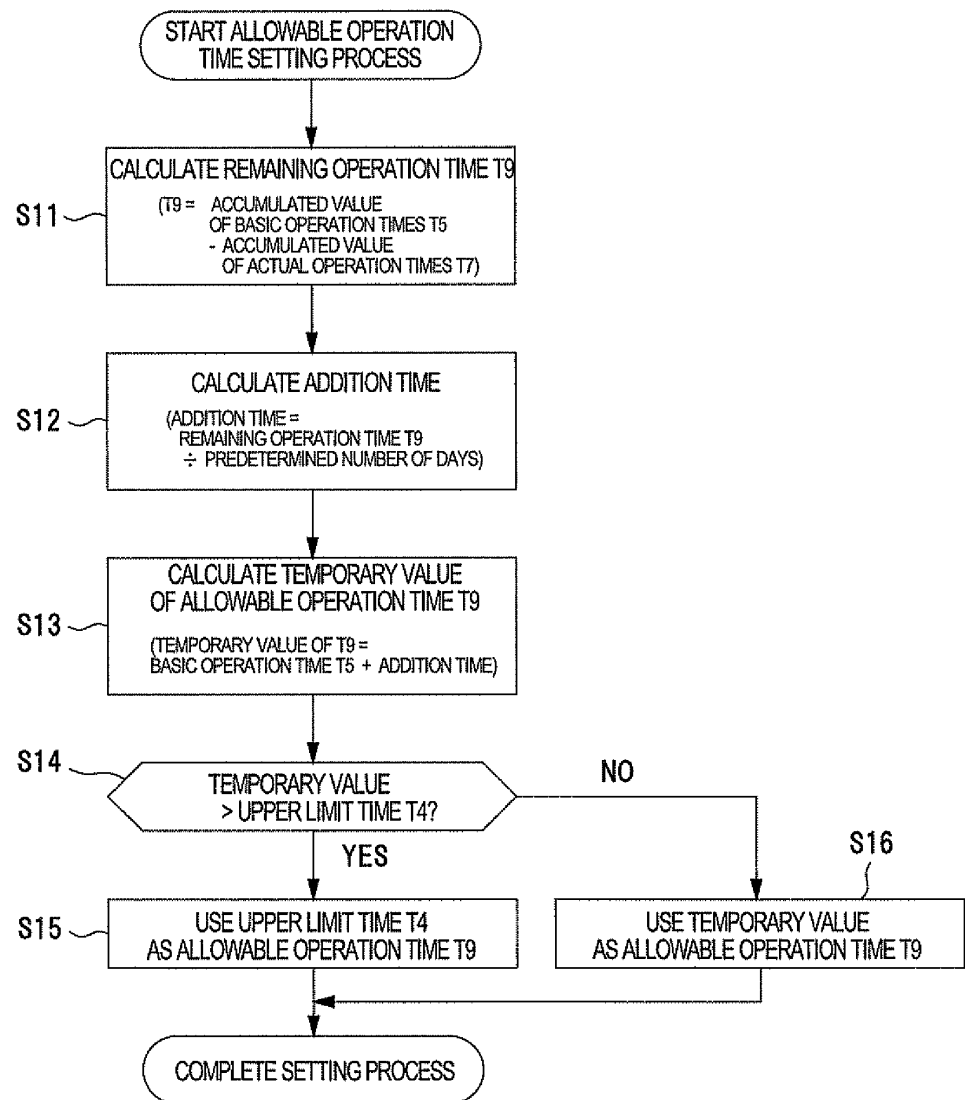 START ALLOWABLE OPERATION
TIME SETTING PROCESS
S11
CALCULATE REMAINING OPERATION TIME T9
(T9 = ACCUMULATED VALUE
OF BASIC OPERATION TIMES T5
- ACCUMULATED VALUE
OF ACTUAL OPERATION TIMES T7)
S12
CALCULATE ADDITION TIME
(ADDITION TIME =
REMAINING OPERATION TIME T9
÷ PREDETERMINED NUMBER OF DAYS)
S13
CALCULATE TEMPORARY VALUE
OF ALLOWABLE OPERATION TIME T9
(TEMPORARY VALUE OF T9 =
BASIC OPERATION TIME T5 + ADDITION TIME)
S14
TEMPORARY VALUE
> UPPER LIMIT TIME T4?
NO
YES
S15
USE UPPER LIMIT TIME T4
AS ALLOWABLE OPERATION TIME T9
S16
USE TEMPORARY VALUE
AS ALLOWABLE OPERATION TIME T9
COMPLETE SETTING PROCESS